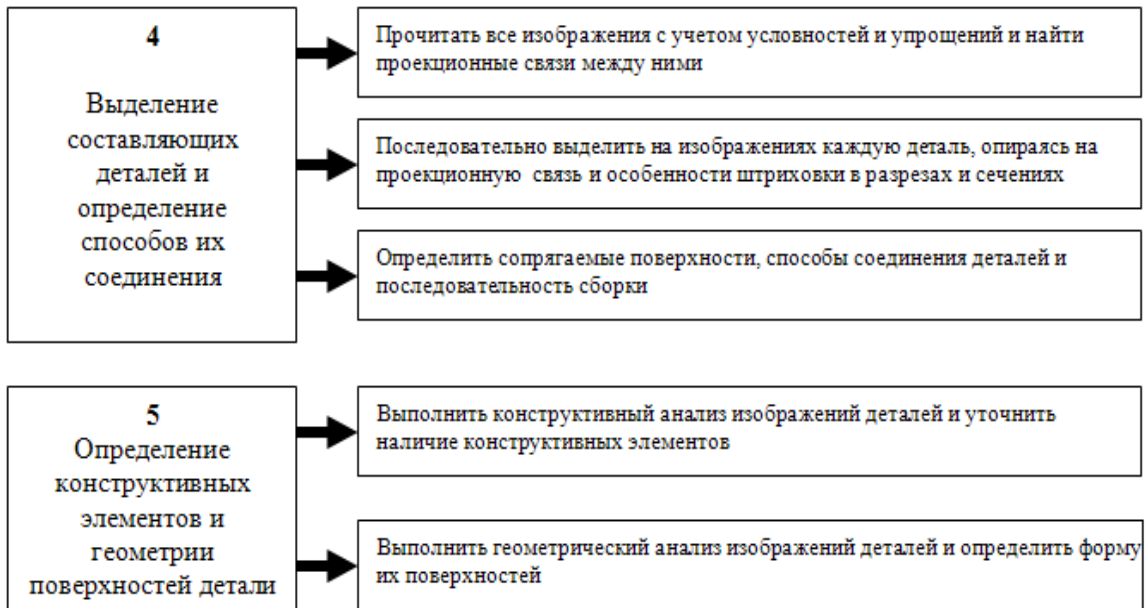 4
Выделение
составляющих
деталей и
определение
способов их
соединения
Прочитать все изображения с учетом условностей и упрощений и найти
проекционные связи между ними
Последовательно выделить на изображениях каждую деталь, опираясь на
проекционную связь и особенности штриховки в разрезах и сечениях
Определить сопрягаемые поверхности, способы соединения деталей и
последовательность сборки
5
Определение
конструктивных
элементов и
геометрии
поверхностей детали
Выполнить конструктивный анализ изображений деталей и уточнить
наличие конструктивных элементов
Выполнить геометрический анализ изображений деталей и определить форму
их поверхностей